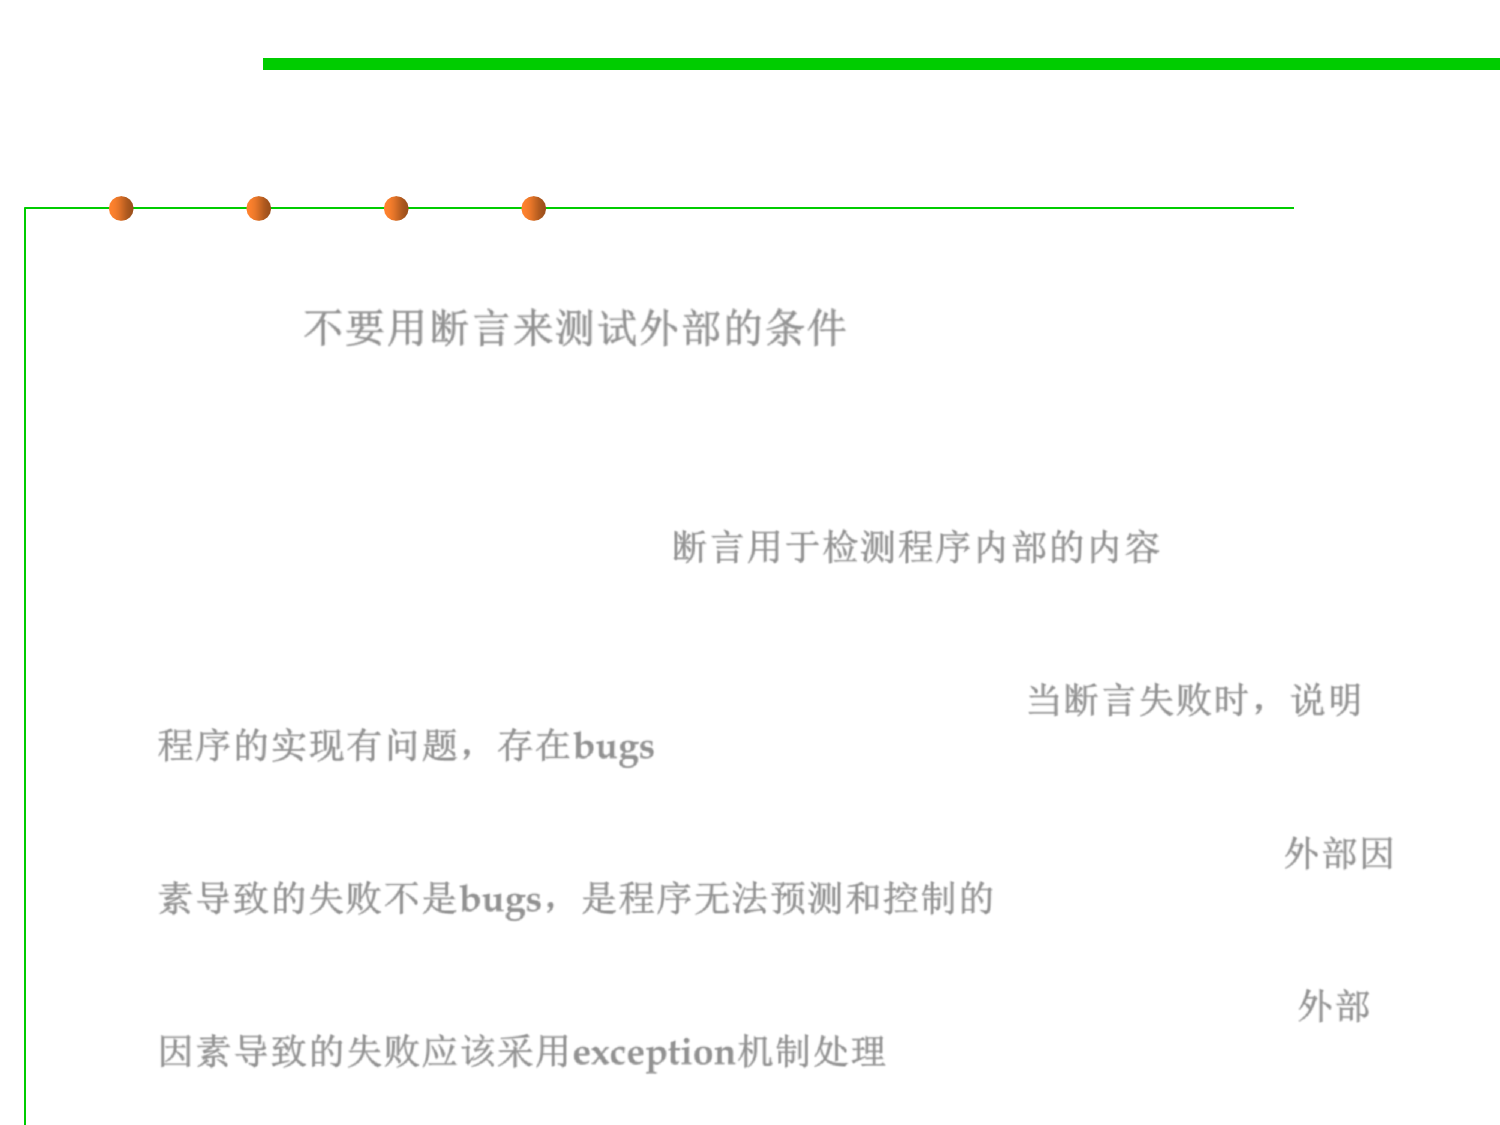 不要用断言来测试外部的条件
断言用于检测程序内部的内容
当断言失败时，说明
程序的实现有问题，存在bugs
外部因
素导致的失败不是bugs，是程序无法预测和控制的
外部
因素导致的失败应该采用exception机制处理